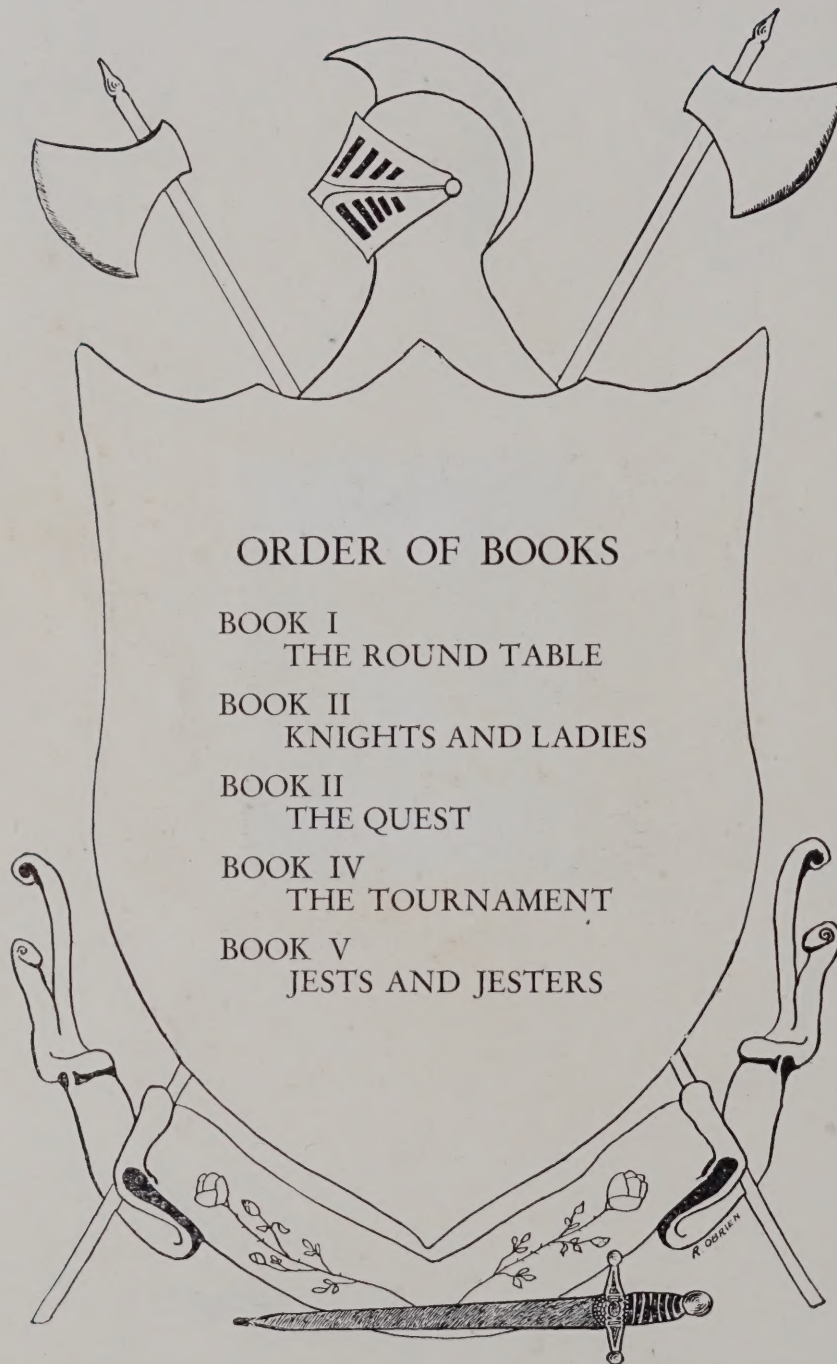 ORDER OF BOOKS
BOOK I
THE ROUND TABLE
BOOK II
KNIGHTS AND LADIES
BOOK II
THE QUEST
BOOK IV
THE TOURNAMENT
BOOK V
JESTS AND JESTERS
R. OBRIEN